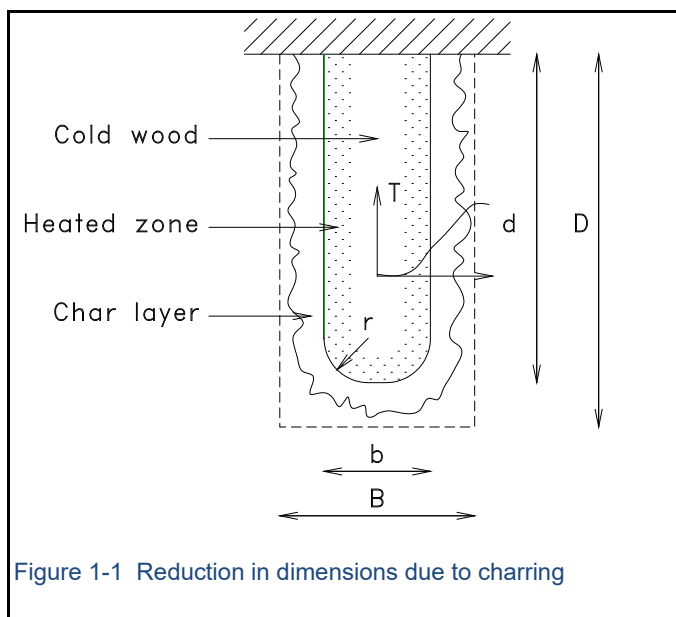 Cold wood
T
Heated zone
d
D
Char layer
r
b
B
Figure 1-1 Reduction in dimensions due to charring